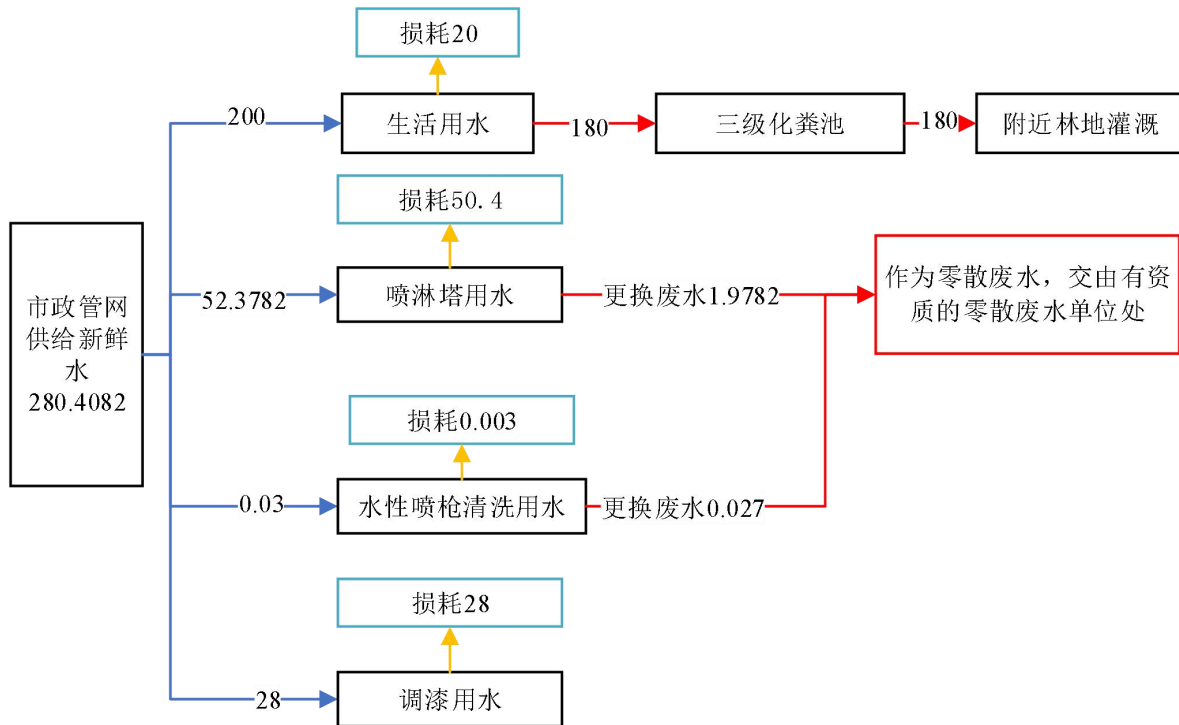 损耗20
200
生活用水
180
三级化粪池
180
附近林地灌溉
损耗50.4
市政管网
供给新鲜
水
280.4082
52.3782
喷淋塔用水
更换废水1.9782
作为零散废水，交由有资
质的零散废水单位处
损耗0.003
0.03
水性喷枪清洗用水
更换废水0.027
损耗28
28
调漆用水